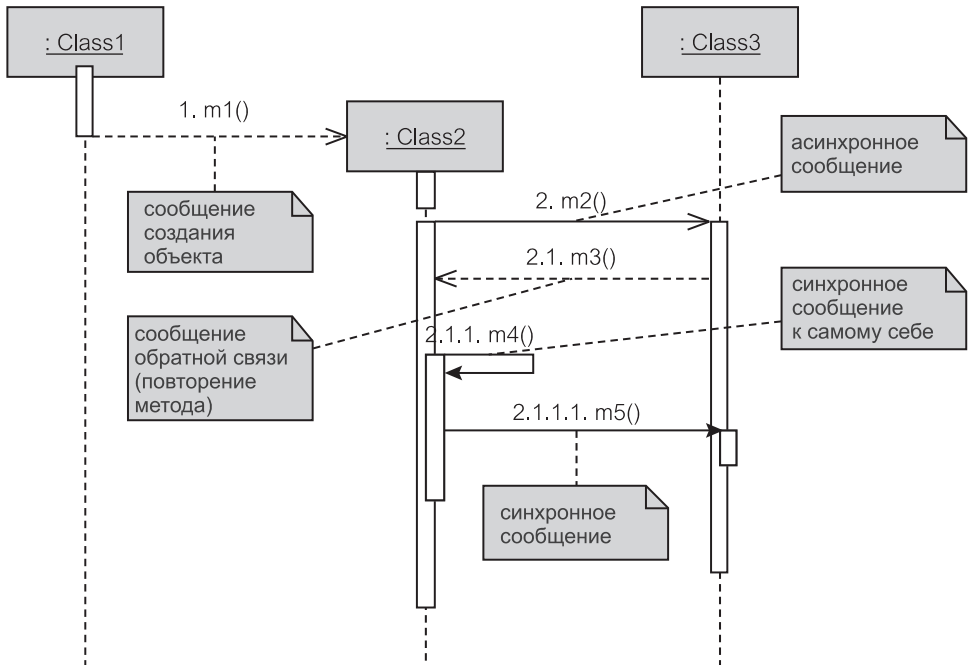 : Class1
: Class3
1. m1()
: Class2
асинхронное
сообщение
сообщение
создания
объекта
2. m2()
2.1. m3()
синхронное
сообщение
к самому себе
сообщение
обратной связи
(повторение
метода)
2.1.1. m4()
2.1.1.1. m5()
синхронное
сообщение